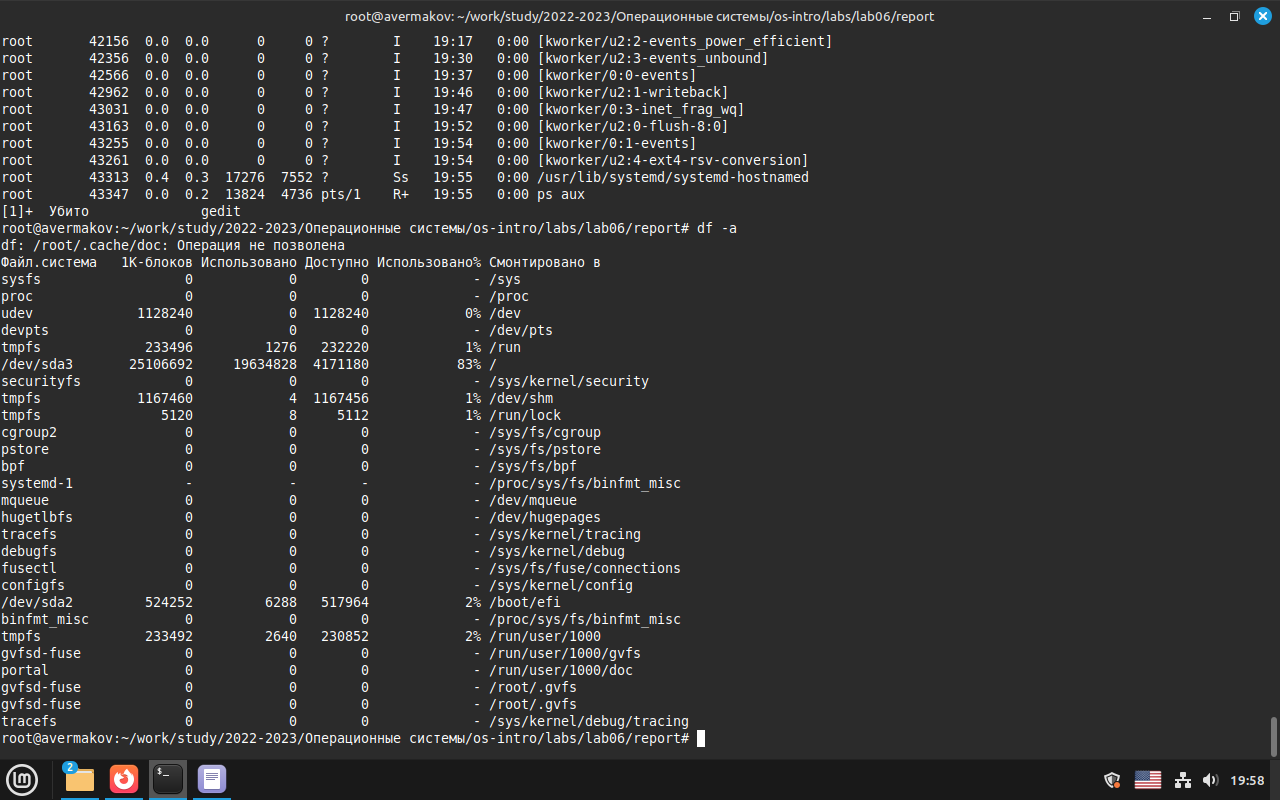 root@avermakov: ~/work/study/2022-2023/Операционные системы/os-intro/labs/lab06/report
root       42156  0.0  0.0      0     0 ?        I    19:17   0:00 [kworker/u2:2-events_power_efficient]
root       42356  0.0  0.0      0     0 ?        I    19:30   0:00 [kworker/u2:3-events_unbound]
root       42566  0.0  0.0      0     0 ?        I    19:37   0:00 [kworker/0:0-events]
root       42962  0.0  0.0      0     0 ?        I    19:46   0:00 [kworker/u2:1-writeback]
root       43031  0.0  0.0      0     0 ?        I    19:47   0:00 [kworker/0:3-inet_frag_wq]
root       43163  0.0  0.0      0     0 ?        I    19:52   0:00 [kworker/u2:0-flush-8:0]
root       43255  0.0  0.0      0     0 ?        I    19:54   0:00 [kworker/0:1-events]
root       43261  0.0  0.0      0     0 ?        I    19:54   0:00 [kworker/u2:4-ext4-rsv-conversion]
root       43313  0.4  0.3  17276  7552 ?        Ss   19:55   0:00 /usr/lib/systemd/systemd-hostnamed
root       43347  0.0  0.2  13824  4736 pts/1    R+   19:55   0:00 ps aux
[1]+  Убито              gedit
root@avermakov:~/work/study/2022-2023/Операционные системы/os-intro/labs/lab06/report# df -a
df: /root/.cache/doc: Операция не позволена
Файл.система   1K-блоков Использовано Доступно Использовано% Смонтировано в
sysfs                  0            0        0             - /sys
proc                   0            0        0             - /proc
udev             1128240            0  1128240            0% /dev
devpts                 0            0        0             - /dev/pts
tmpfs             233496         1276   232220            1% /run
/dev/sda3       25106692     19634828  4171180           83% /
securityfs             0            0        0             - /sys/kernel/security
tmpfs            1167460            4  1167456            1% /dev/shm
tmpfs               5120            8     5112            1% /run/lock
cgroup2                0            0        0             - /sys/fs/cgroup
pstore                 0            0        0             - /sys/fs/pstore
bpf                    0            0        0             - /sys/fs/bpf
systemd-1              -            -        -             - /proc/sys/fs/binfmt_misc
mqueue                 0            0        0             - /dev/mqueue
hugetlbfs              0            0        0             - /dev/hugepages
tracefs                0            0        0             - /sys/kernel/tracing
debugfs                0            0        0             - /sys/kernel/debug
fusectl                0            0        0             - /sys/fs/fuse/connections
configfs               0            0        0             - /sys/kernel/config
/dev/sda2         524252         6288   517964            2% /boot/efi
binfmt_misc            0            0        0             - /proc/sys/fs/binfmt_misc
tmpfs             233492         2640   230852            2% /run/user/1000
gvfsd-fuse             0            0        0             - /run/user/1000/gvfs
portal                 0            0        0             - /run/user/1000/doc
gvfsd-fuse             0            0        0             - /root/.gvfs
gvfsd-fuse             0            0        0             - /root/.gvfs
tracefs                0            0        0             - /sys/kernel/debug/tracing
root@avermakov:~/work/study/2022-2023/Операционные системы/os-intro/labs/lab06/report#
lm 2 $_ 19:58